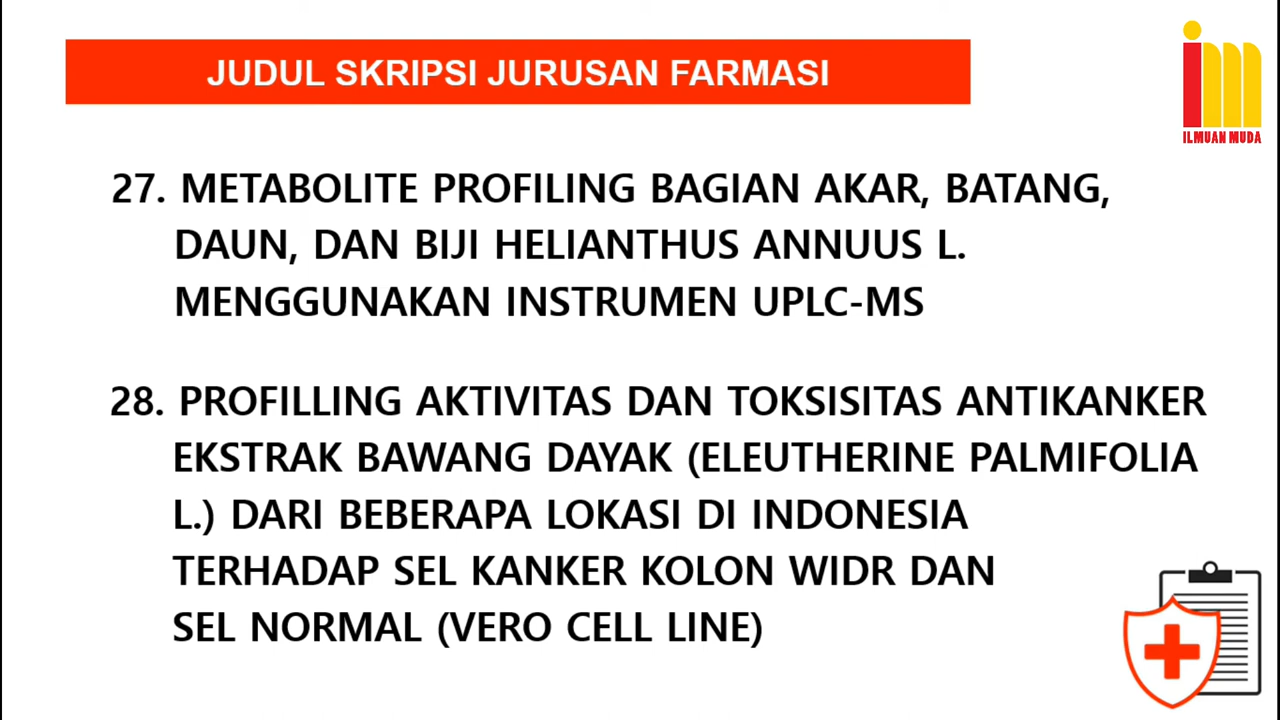 JUDUL SKRIPSI JURUSAN FARMASI
ILMUAN MUDA
27. METABOLITE PROFILING BAGIAN AKAR, BATANG,
DAUN, DAN BIJI HELIANTHUS ANNUUS L.
MENGGUNAKAN INSTRUMEN UPLC-MS
28. PROFILLING AKTIVITAS DAN TOKSISITAS ANTIKANKER
EKSTRAK BAWANG DAYAK (ELEUTHERINE PALMIFOLIA
L.) DARI BEBERAPA LOKASI DI INDONESIA
TERHADAP SEL KANKER KOLON WIDR DAN
SEL NORMAL (VERO CELL LINE)